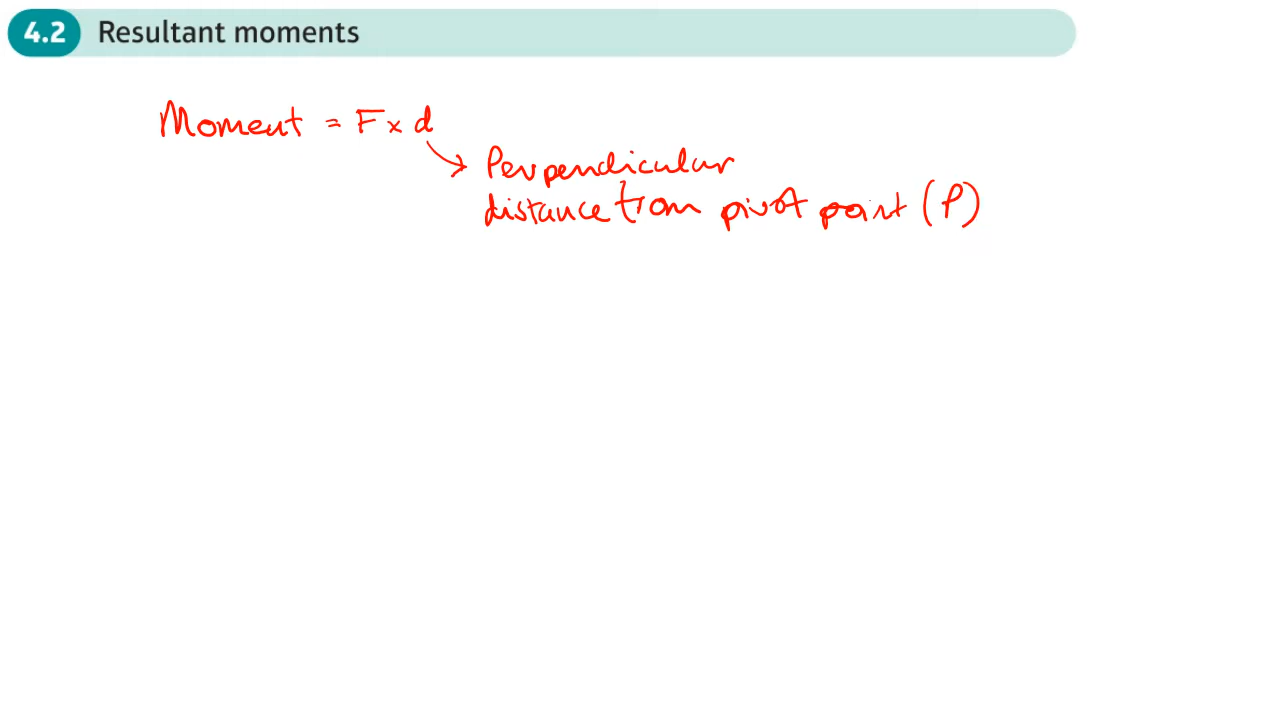 4.2 Resultant moments
Moment = F x d
Perpendicular
distance from pivot point (P)